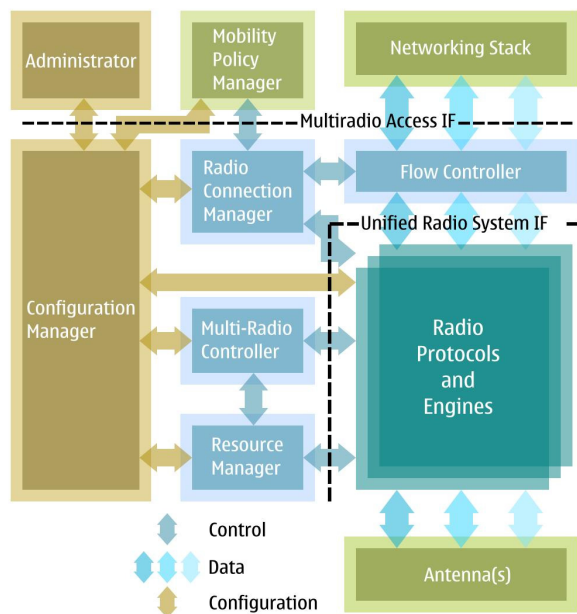 Administrator
Mobility
Policy
Manager
Networking Stack
Multiradio Access IF
Radio
Connection
Manager
Flow Controller
Unified Radio System IF
Configuration
Manager
Multi-Radio
Controller
Radio
Protocols
and
Engines
Resource
Manager
Control
Data
Configuration
Antenna(s)